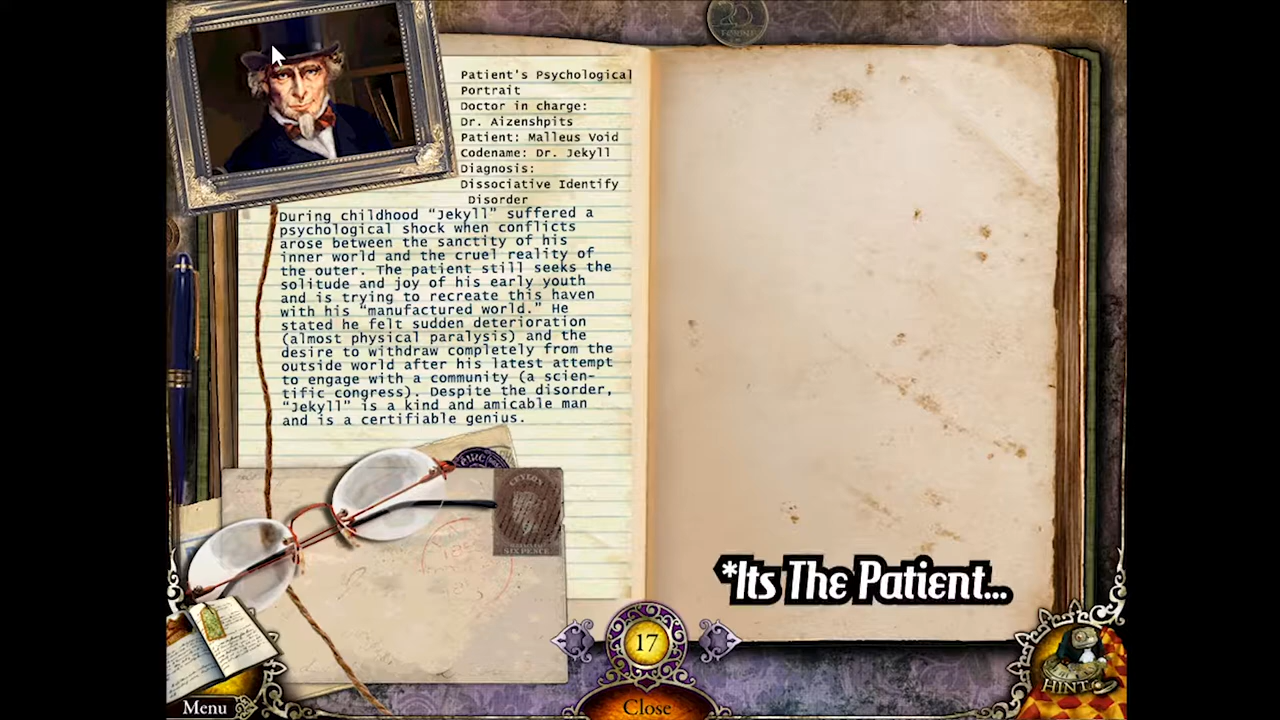 20
Patient's Psychological
Portrait
Doctor in charge:
Dr. Aizenshpits
Patient: Malleus Void
Codename: Dr. Jekyll
Diagnosis:
Dissociative Identify
Disorder
During childhood “Jekyll” suffered a
psychological shock when conflicts
arose between the sanctity of his
inner world and the cruel reality of
the outer. The patient still seeks the
solitude and joy of his early youth
and is trying to recreate this haven
with his “manufactured world.” He
stated he felt sudden deterioration
(almost physical paralysis) and the
desire to withdraw completely from the
outside world after his latest attempt
to engage with a community (a scien-
tific congress). Despite the disorder,
“Jekyll” is a kind and amicable man
and is a certifiable genius.
CEYLON
SIX PENCE
*Its The Patient...
17
HINT
Menu
Close